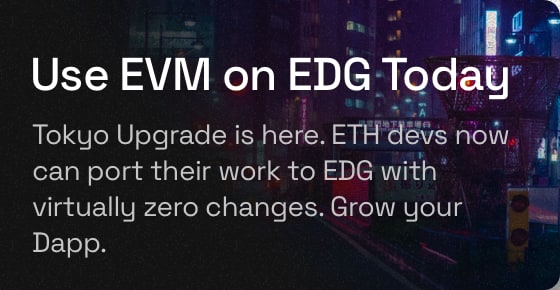 Use EVM on EDG Today
Tokyo Upgrade is here. ETH devs now
can port their work to EDG with
virtually zero changes. Grow your
Dapp.